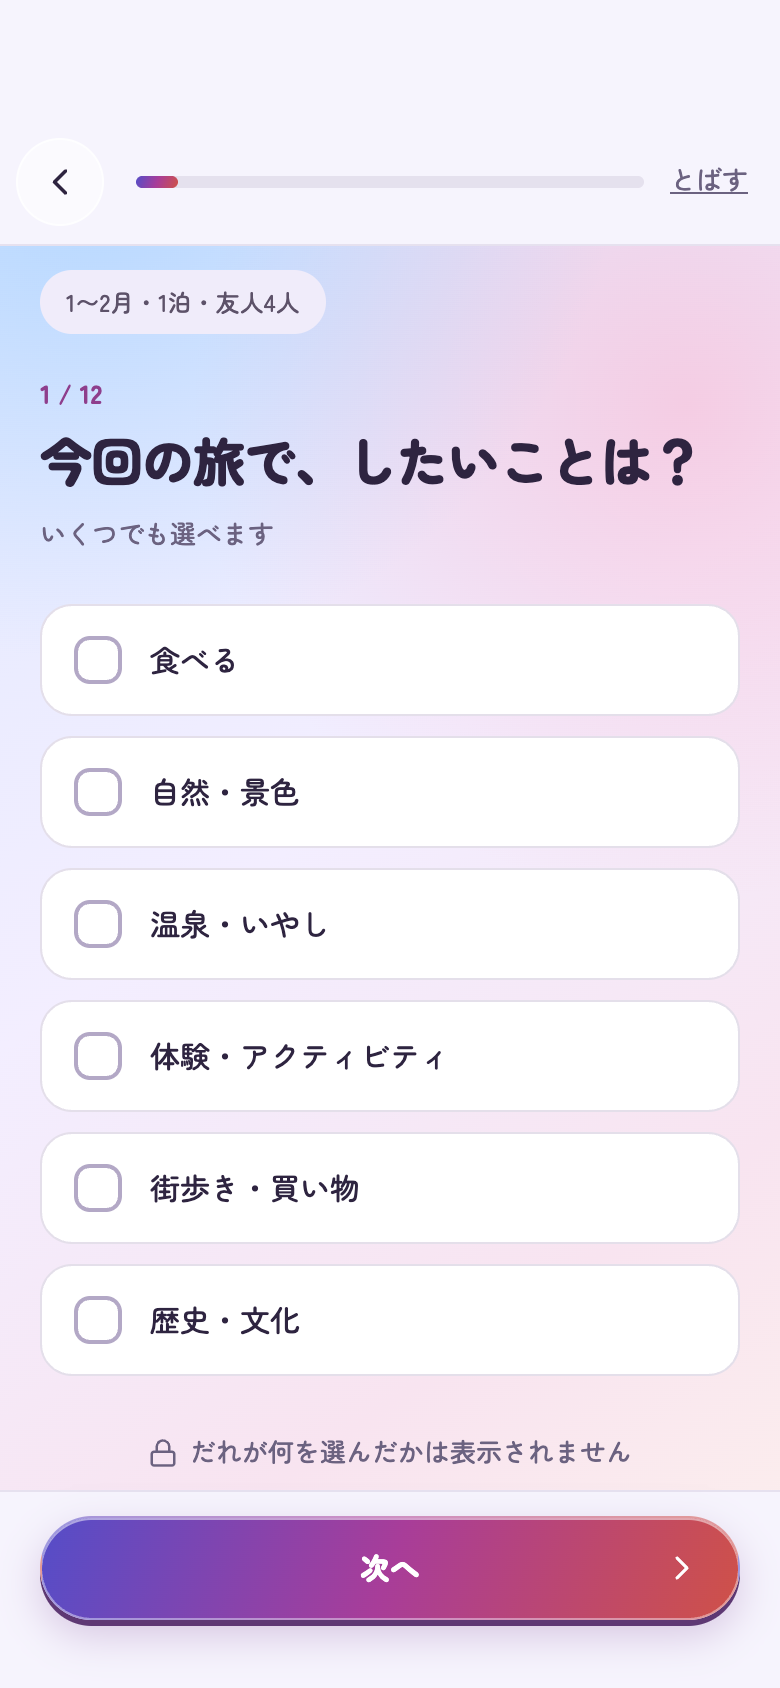 とばす
1〜2月・1泊・友人4人
1 / 12
今回の旅で、したいことは？
いくつでも選べます
食べる
自然・景色
温泉・いやし
体験・アクティビティ
街歩き・買い物
歴史・文化
だれが何を選んだかは表示されません
次へ